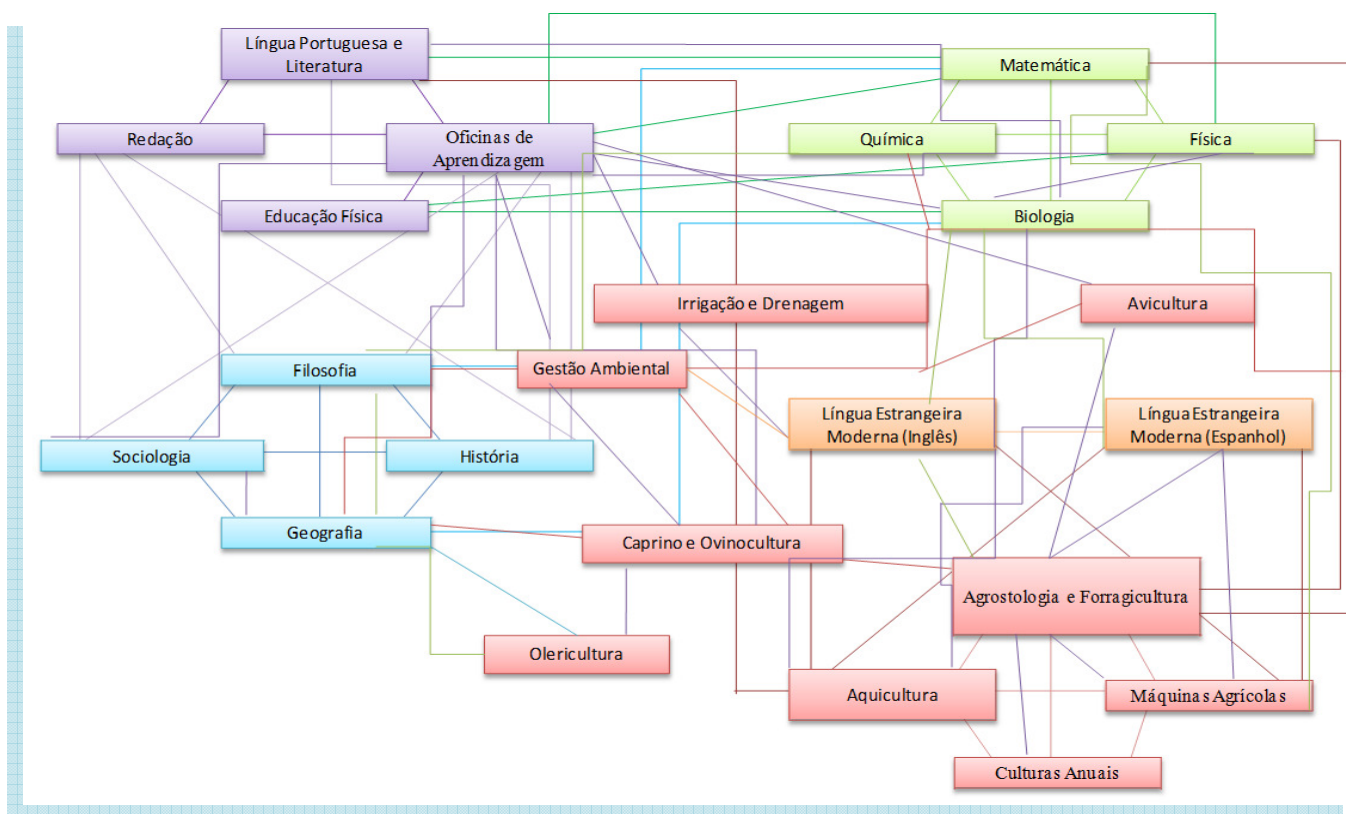 Língua Portuguesa e
Literatura
Matemática
Redação
Oficinas de
Aprendizagem
Química
Física
Educação Física
Biologia
Irrigação e Drenagem
Avicultura
Filosofia
Gestão Ambiental
Língua Estrangeira
Moderna (Inglês)
Língua Estrangeira
Moderna (Espanhol)
Sociologia
História
Geografia
Caprino e Ovinocultura
Agrostologia e Forragicultura
Olericultura
Aquicultura
Máquinas Agrícolas
Culturas Anuais